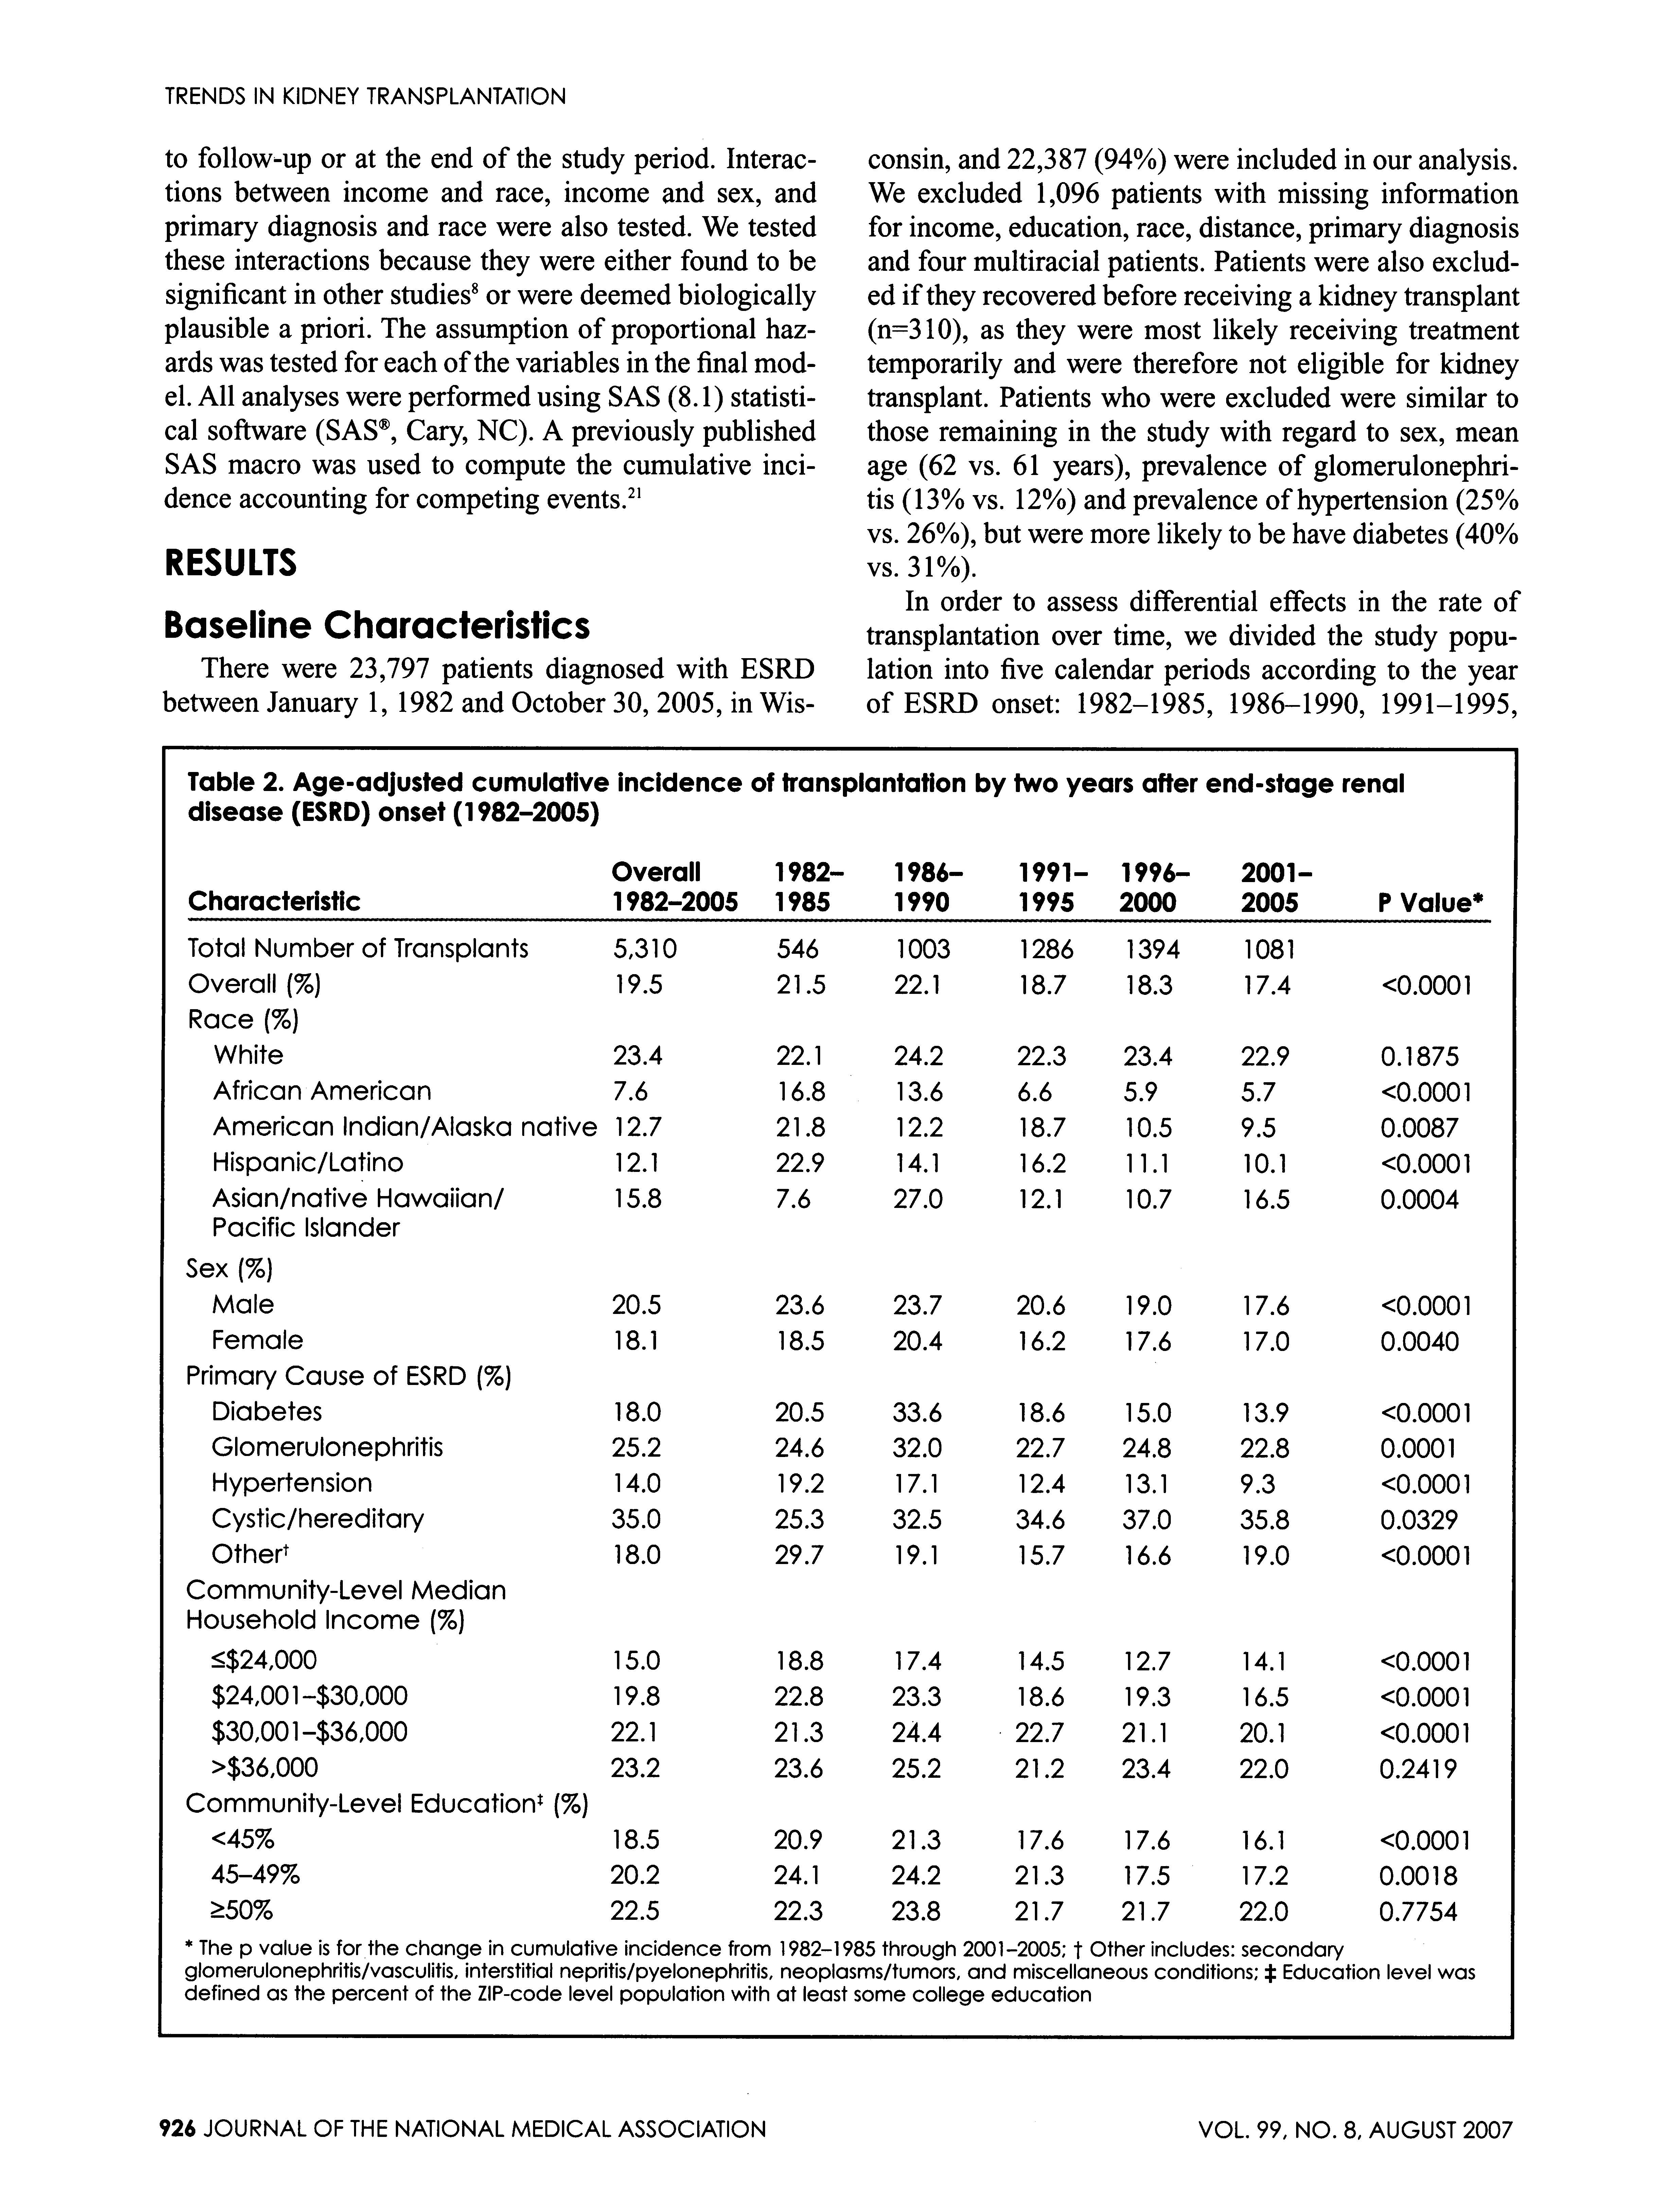 TRENDS IN KIDNEY TRANSPLANTATION
to follow-up or at the end of the study period. Interac-
tions between income and race, income and sex, and
primary diagnosis and race were also tested. We tested
these interactions because they were either found to be
significant in other studies⁸ or were deemed biologically
plausible a priori. The assumption of proportional haz-
ards was tested for each of the variables in the final mod-
el. All analyses were performed using SAS (8.1) statisti-
cal software (SAS®, Cary, NC). A previously published
SAS macro was used to compute the cumulative inci-
dence accounting for competing events.²¹
RESULTS
Baseline Characteristics
There were 23,797 patients diagnosed with ESRD
between January 1, 1982 and October 30, 2005, in Wis-
consin, and 22,387 (94%) were included in our analysis.
We excluded 1,096 patients with missing information
for income, education, race, distance, primary diagnosis
and four multiracial patients. Patients were also exclud-
ed if they recovered before receiving a kidney transplant
(n=310), as they were most likely receiving treatment
temporarily and were therefore not eligible for kidney
transplant. Patients who were excluded were similar to
those remaining in the study with regard to sex, mean
age (62 vs. 61 years), prevalence of glomerulonephri-
tis (13% vs. 12%) and prevalence of hypertension (25%
vs. 26%), but were more likely to be have diabetes (40%
vs. 31%).
In order to assess differential effects in the rate of
transplantation over time, we divided the study popu-
lation into five calendar periods according to the year
of ESRD onset: 1982–1985, 1986–1990, 1991–1995,
Table 2. Age-adjusted cumulative incidence of transplantation by two years after end-stage renal
disease (ESRD) onset (1982–2005)
Overall 1982– 1986– 1991– 1996– 2001–
Characteristic 1982–2005 1985 1990 1995 2000 2005 P Value*
Total Number of Transplants 5,310 546 1003 1286 1394 1081
Overall (%) 19.5 21.5 22.1 18.7 18.3 17.4 <0.0001
Race (%)
White 23.4 22.1 24.2 22.3 23.4 22.9 0.1875
African American 7.6 16.8 13.6 6.6 5.9 5.7 <0.0001
American Indian/Alaska native 12.7 21.8 12.2 18.7 10.5 9.5 0.0087
Hispanic/Latino 12.1 22.9 14.1 16.2 11.1 10.1 <0.0001
Asian/native Hawaiian/ 15.8 7.6 27.0 12.1 10.7 16.5 0.0004
Pacific Islander
Sex (%)
Male 20.5 23.6 23.7 20.6 19.0 17.6 <0.0001
Female 18.1 18.5 20.4 16.2 17.6 17.0 0.0040
Primary Cause of ESRD (%)
Diabetes 18.0 20.5 33.6 18.6 15.0 13.9 <0.0001
Glomerulonephritis 25.2 24.6 32.0 22.7 24.8 22.8 0.0001
Hypertension 14.0 19.2 17.1 12.4 13.1 9.3 <0.0001
Cystic/hereditary 35.0 25.3 32.5 34.6 37.0 35.8 0.0329
Other† 18.0 29.7 19.1 15.7 16.6 19.0 <0.0001
Community-Level Median
Household Income (%)
≤$24,000 15.0 18.8 17.4 14.5 12.7 14.1 <0.0001
$24,001–$30,000 19.8 22.8 23.3 18.6 19.3 16.5 <0.0001
$30,001–$36,000 22.1 21.3 24.4 22.7 21.1 20.1 <0.0001
>$36,000 23.2 23.6 25.2 21.2 23.4 22.0 0.2419
Community-Level Education‡ (%)
<45% 18.5 20.9 21.3 17.6 17.6 16.1 <0.0001
45–49% 20.2 24.1 24.2 21.3 17.5 17.2 0.0018
≥50% 22.5 22.3 23.8 21.7 21.7 22.0 0.7754
* The p value is for the change in cumulative incidence from 1982–1985 through 2001–2005; † Other includes: secondary
glomerulonephritis/vasculitis, interstitial nepritis/pyelonephritis, neoplasms/tumors, and miscellaneous conditions; ‡ Education level was
defined as the percent of the ZIP-code level population with at least some college education
926 JOURNAL OF THE NATIONAL MEDICAL ASSOCIATION
VOL. 99, NO. 8, AUGUST 2007